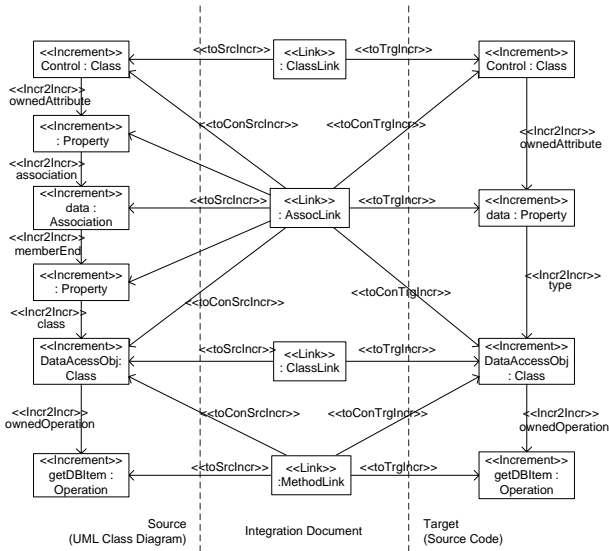 <<Increment>>
Control : Class
<<toSrcIncr>>
<<Link>>
: ClassLink
<<toTrgIncr>>
<<Increment>>
Control : Class
<<Incr2Incr>>
ownedAttribute
<<toConSrcIncr>>
<<toConTrgIncr>>
<<Incr2Incr>>
ownedAttribute
<<Increment>>
: Property
<<Incr2Incr>>
association
<<Increment>>
data :
Association
<<toSrcIncr>>
<<Link>>
: AssocLink
<<toTrgIncr>>
<<Increment>>
data : Property
<<Incr2Incr>>
memberEnd
<<Increment>>
: Property
<<Incr2Incr>>
type
<<toConSrcIncr>>
<<toConTrgIncr>>
<<Incr2Incr>>
class
<<Increment>>
DataAcessObj:
Class
<<toSrcIncr>>
<<Link>>
: ClassLink
<<toTrgIncr>>
<<Increment>>
DataAccessObj
: Class
<<Incr2Incr>>
ownedOperation
<<toConSrcIncr>>
<<toConTrgIncr>>
<<Incr2Incr>>
ownedOperation
<<Increment>>
getDBItem :
Operation
<<toSrcIncr>>
<<Link>>
:MethodLink
<<toTrgIncr>>
<<Increment>>
getDBItem :
Operation
Source
(UML Class Diagram)
Integration Document
Target
(Source Code)